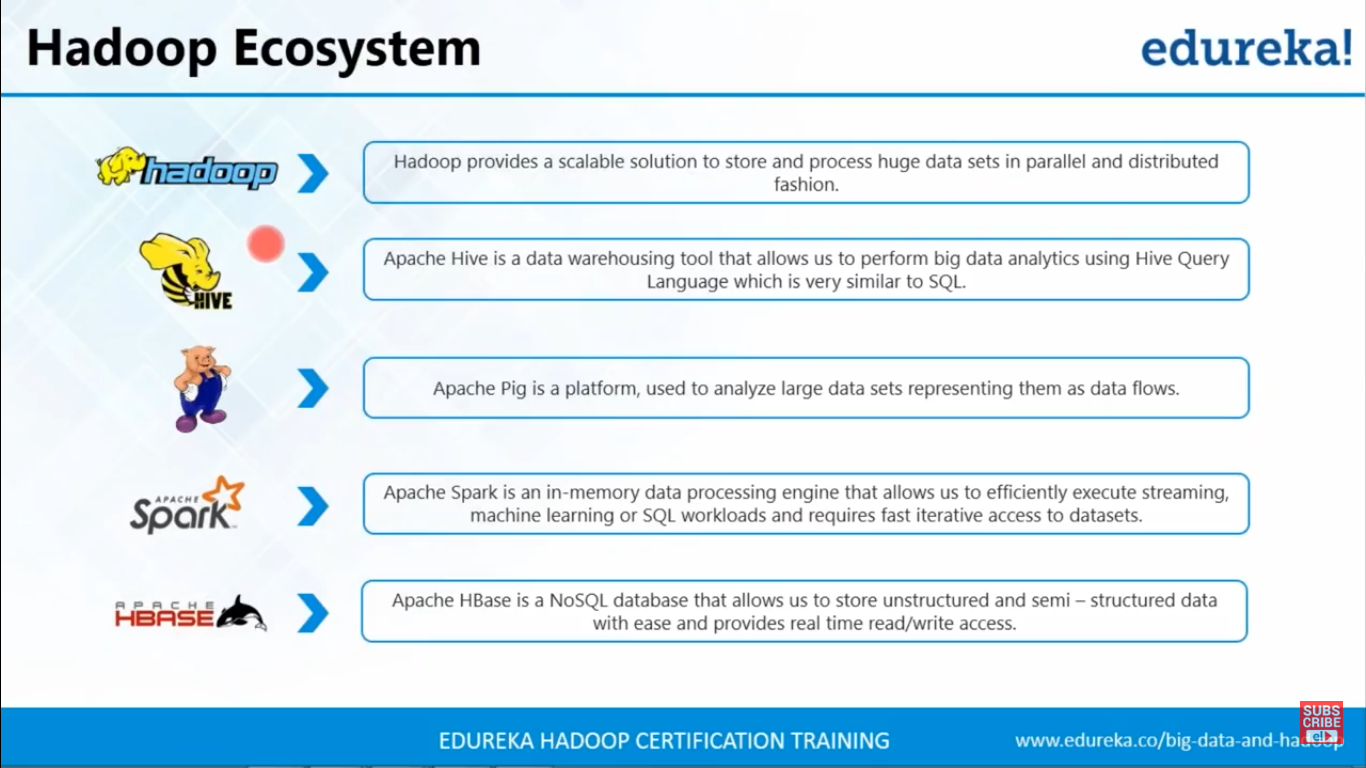 Hadoop Ecosystem
edureka!
hadoop
Hadoop provides a scalable solution to store and process huge data sets in parallel and distributed
fashion.
HIVE
Apache Hive is a data warehousing tool that allows us to perform big data analytics using Hive Query
Language which is very similar to SQL.
Apache Pig is a platform, used to analyze large data sets representing them as data flows.
APACHE
Spark
Apache Spark is an in-memory data processing engine that allows us to efficiently execute streaming,
machine learning or SQL workloads and requires fast iterative access to datasets.
APACHE
HBASE
Apache HBase is a NoSQL database that allows us to store unstructured and semi – structured data
with ease and provides real time read/write access.
EDUREKA HADOOP CERTIFICATION TRAINING
www.edureka.co/big-data-and-hadoop
SUBS
CRIBE
e!